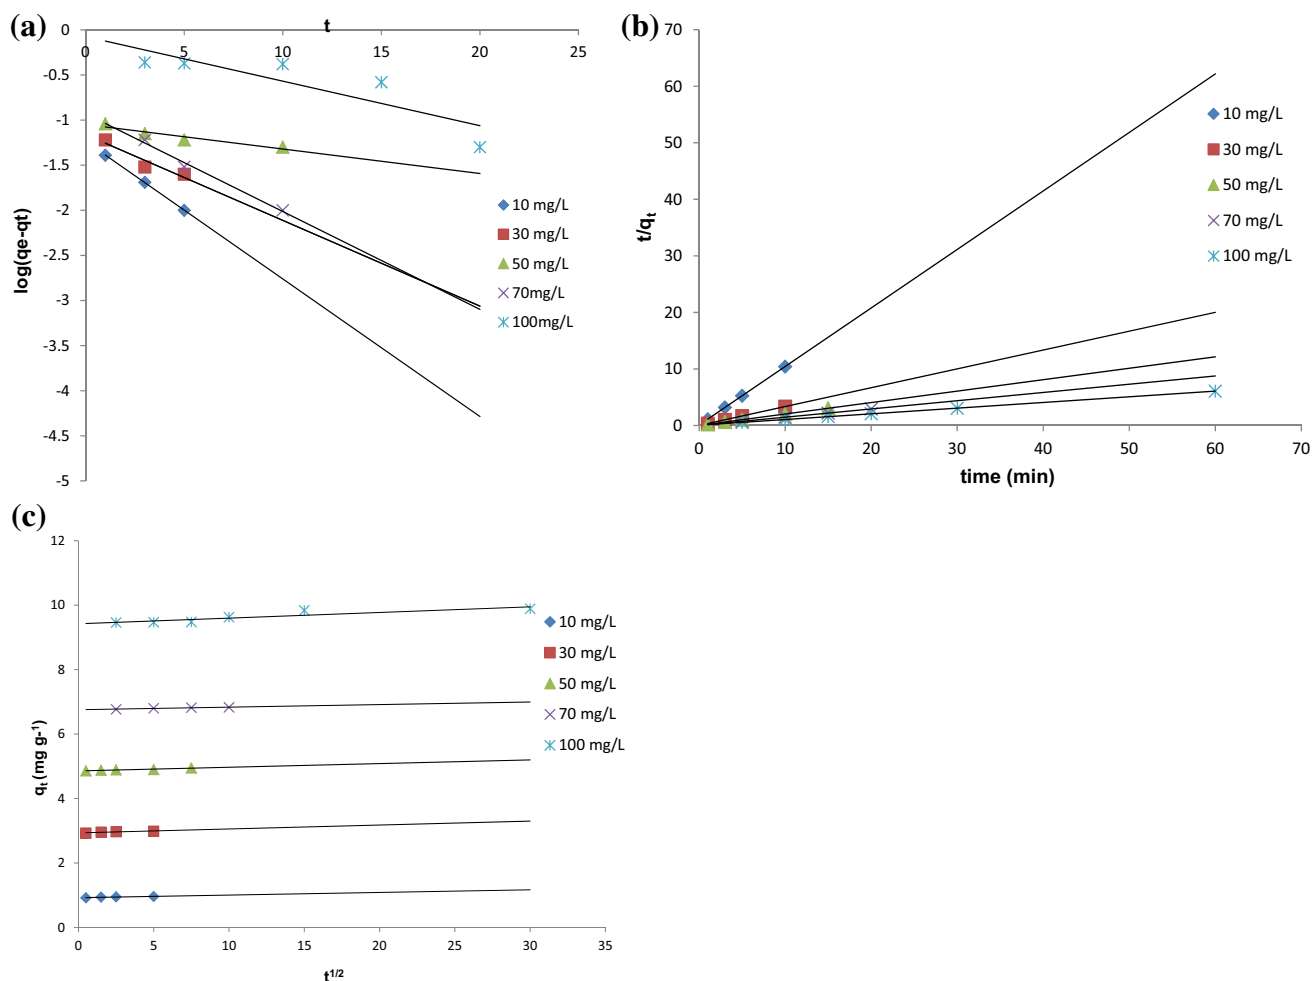 (a)
t
0
0 5 10 15 20 25
-0.5
-1
-1.5
-2
-2.5
-3
-3.5
-4
-4.5
-5
log(qe-qt)
10 mg/L
30 mg/L
50 mg/L
70mg/L
100mg/L
(b)
70
60
50
40
30
20
10
0
t/qt
0 10 20 30 40 50 60 70
time (min)
10 mg/L
30 mg/L
50 mg/L
70 mg/L
100 mg/L
(c)
12
10
8
6
4
2
0
qt (mg g-1)
0 5 10 15 20 25 30 35
t1/2
10 mg/L
30 mg/L
50 mg/L
70 mg/L
100 mg/L